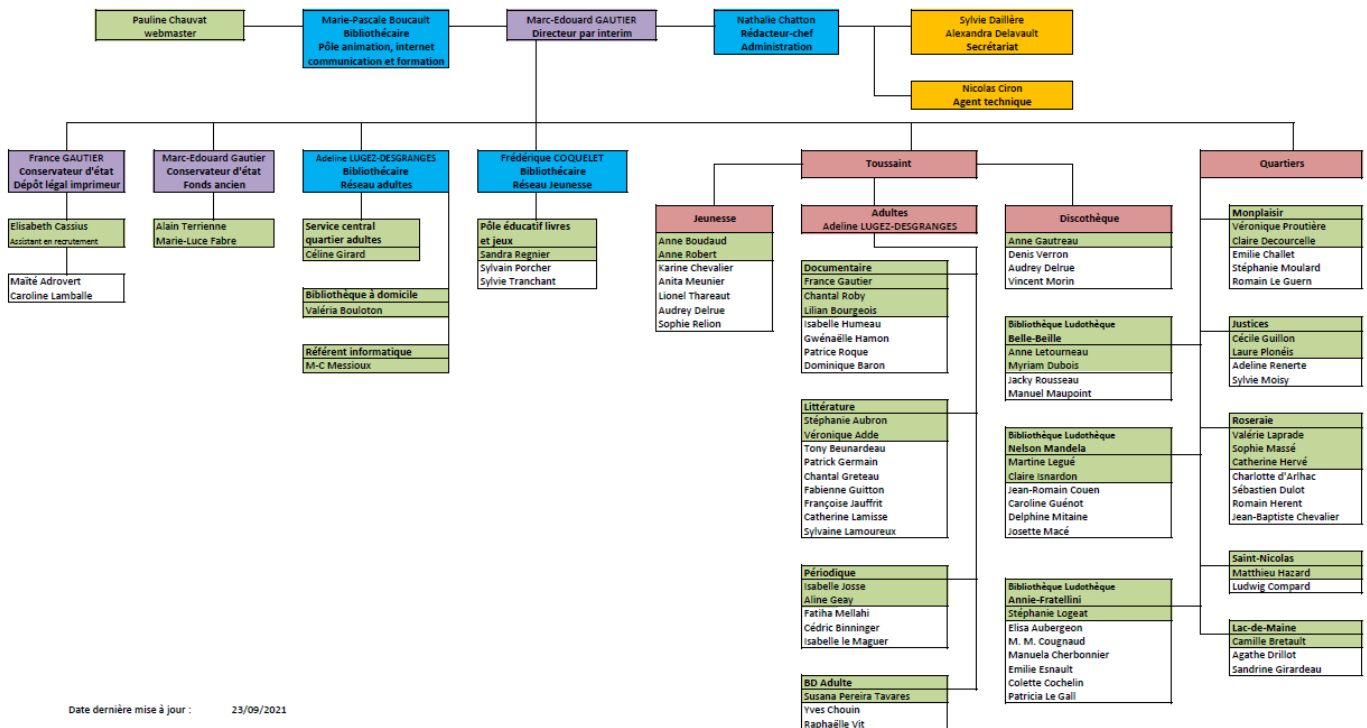 Pauline Chauvat
webmaster
Marie-Pascale Boucault
Bibliothécaire
Pôle animation, internet
communication et formation
Marc-Edouard GAUTIER
Directeur par interim
Nathalie Chatton
Rédacteur-chef
Administration
Sylvie Daillère
Alexandra Delavault
Secrétariat
Nicolas Ciron
Agent technique
France GAUTIER
Conservateur d'état
Dépôt légal imprimeur
Marc-Edouard Gautier
Conservateur d'état
Fonds ancien
Adeline LUGEZ-DESGRANGES
Bibliothécaire
Réseau adultes
Frédérique COQUELET
Bibliothécaire
Réseau Jeunesse
Toussaint
Quartiers
Elisabeth Cassius
Assistant en recrutement
Maïté Adrovert
Caroline Lamballe
Alain Terrienne
Marie-Luce Fabre
Service central
quartier adultes
Céline Girard
Bibliothèque à domicile
Valéria Bouloton
Référent informatique
M-C Messioux
Pôle éducatif livres
et jeux
Sandra Regnier
Sylvain Porcher
Sylvie Tranchant
Jeunesse
Anne Boudaud
Anne Robert
Karine Chevalier
Anita Meunier
Lionel Thareaut
Audrey Delrue
Sophie Relion
Adultes
Adeline LUGEZ-DESGRANGES
Documentaire
France Gautier
Chantal Roby
Lilian Bourgeois
Isabelle Humeau
Gwénaëlle Hamon
Patrice Roque
Dominique Baron
Littérature
Stéphanie Aubron
Véronique Adde
Tony Beunardeau
Patrick Germain
Chantal Greteau
Fabienne Guitton
Françoise Jauffrit
Catherine Lamisse
Sylvaine Lamoureux
Périodique
Isabelle Josse
Aline Geay
Fatiha Mellahi
Cédric Binninger
Isabelle le Maguer
BD Adulte
Susana Pereira Tavares
Yves Chouin
Raphaëlle Vit
Discothèque
Anne Gautreau
Denis Verron
Audrey Delrue
Vincent Morin
Bibliothèque Ludothèque
Belle-Beille
Anne Letourneau
Myriam Dubois
Jacky Rousseau
Manuel Maupoint
Bibliothèque Ludothèque
Nelson Mandela
Martine Legué
Claire Isnardon
Jean-Romain Couen
Caroline Guénot
Delphine Mitaine
Josette Macé
Bibliothèque Ludothèque
Annie-Fratellini
Stéphanie Logeat
Elisa Aubergeon
M. M. Cougnaud
Manuela Cherbonnier
Emilie Esnault
Colette Cochelin
Patricia Le Gall
Monplaisir
Véronique Proutière
Claire Decourcelle
Emilie Challet
Stéphanie Moulard
Romain Le Guern
Justices
Cécile Guillon
Laure Plonéis
Adeline Renerte
Sylvie Moisy
Roseraie
Valérie Laprade
Sophie Massé
Catherine Hervé
Charlotte d'Arlhac
Sébastien Dulot
Romain Herent
Jean-Baptiste Chevalier
Saint-Nicolas
Matthieu Hazard
Ludwig Compard
Lac-de-Maine
Camille Bretault
Agathe Drillot
Sandrine Girardeau
Date dernière mise à jour : 23/09/2021